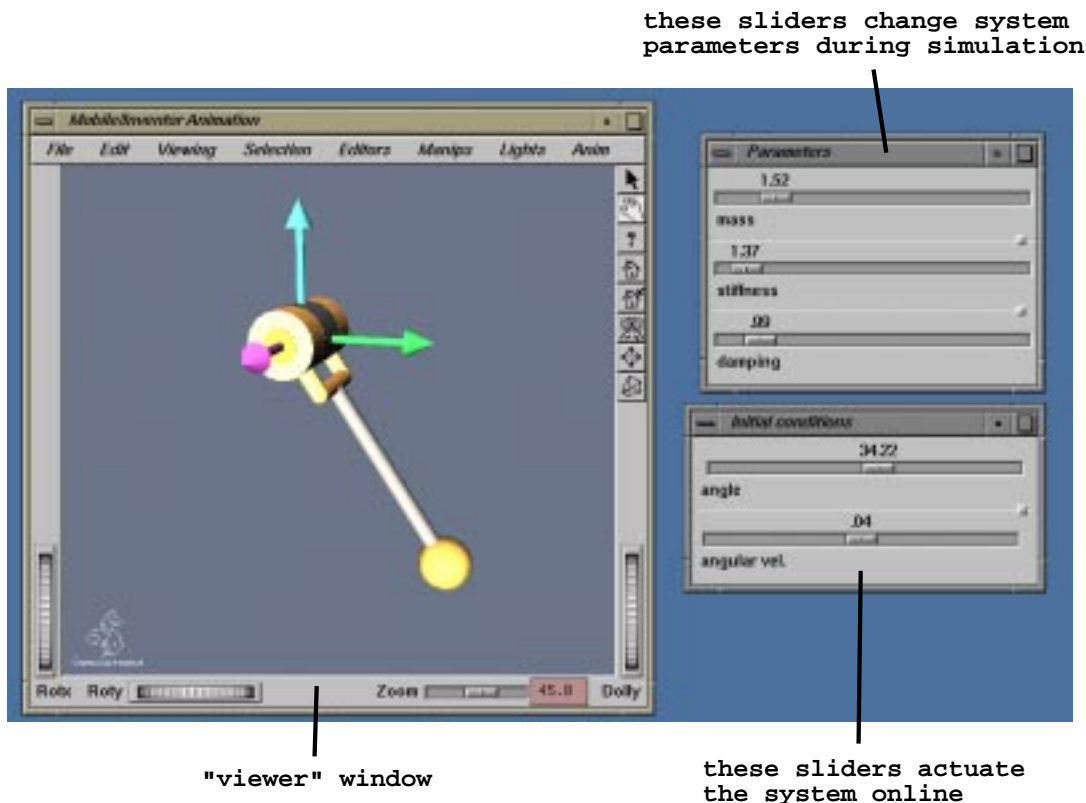 these sliders change system
parameters during simulation
Mobile/Inventor Animation
File Edit Viewing Selection Editors Manips Lights Anim
?
Rotx Roty Zoom 45.0 Dolly
Parameters
1.52
mass
1.37
stiffness
.99
damping
Initial conditions
34.22
angle
.04
angular vel.
"viewer" window
these sliders actuate
the system online